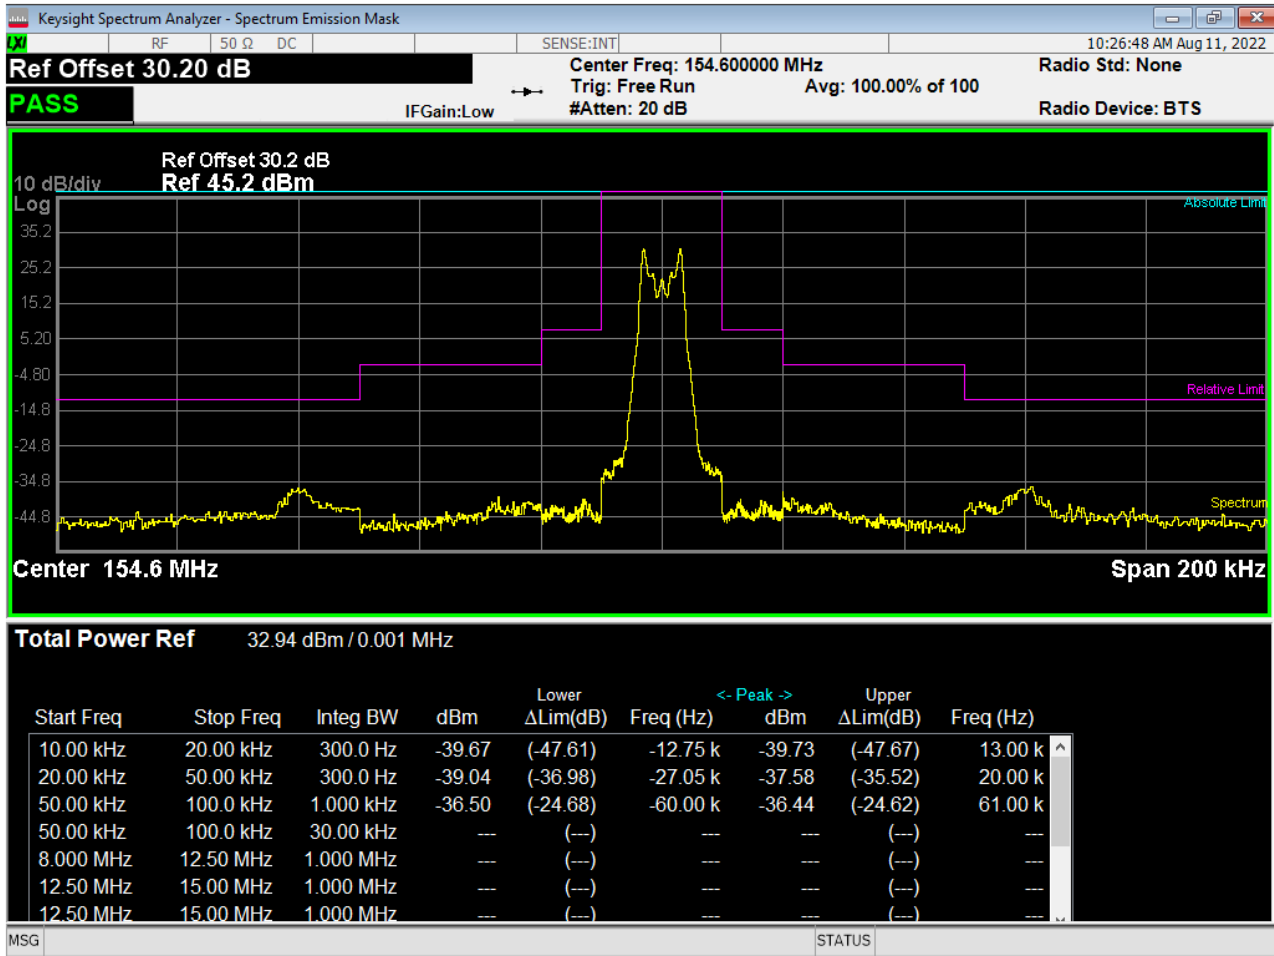 Keysight Spectrum Analyzer - Spectrum Emission Mask
LXI RF 50 Ω DC SENSE:INT 10:26:48 AM Aug 11, 2022
Ref Offset 30.20 dB
PASS
IFGain:Low
Center Freq: 154.600000 MHz
Trig: Free Run Avg: 100.00% of 100
#Atten: 20 dB
Radio Std: None
Radio Device: BTS
Ref Offset 30.2 dB
10 dB/div Ref 45.2 dBm
Log
Absolute Limit
35.2
25.2
15.2
5.20
-4.80
Relative Limit
-14.8
-24.8
-34.8
Spectrum
-44.8
Center 154.6 MHz Span 200 kHz
Total Power Ref 32.94 dBm / 0.001 MHz
Lower <- Peak -> Upper
Start Freq Stop Freq Integ BW dBm ΔLim(dB) Freq (Hz) dBm ΔLim(dB) Freq (Hz)
10.00 kHz 20.00 kHz 300.0 Hz -39.67 (-47.61) -12.75 k -39.73 (-47.67) 13.00 k
20.00 kHz 50.00 kHz 300.0 Hz -39.04 (-36.98) -27.05 k -37.58 (-35.52) 20.00 k
50.00 kHz 100.0 kHz 1.000 kHz -36.50 (-24.68) -60.00 k -36.44 (-24.62) 61.00 k
50.00 kHz 100.0 kHz 30.00 kHz --- (---) --- --- (---) ---
8.000 MHz 12.50 MHz 1.000 MHz --- (---) --- --- (---) ---
12.50 MHz 15.00 MHz 1.000 MHz --- (---) --- --- (---) ---
12.50 MHz 15.00 MHz 1.000 MHz --- (---) --- --- (---) ---
MSG STATUS